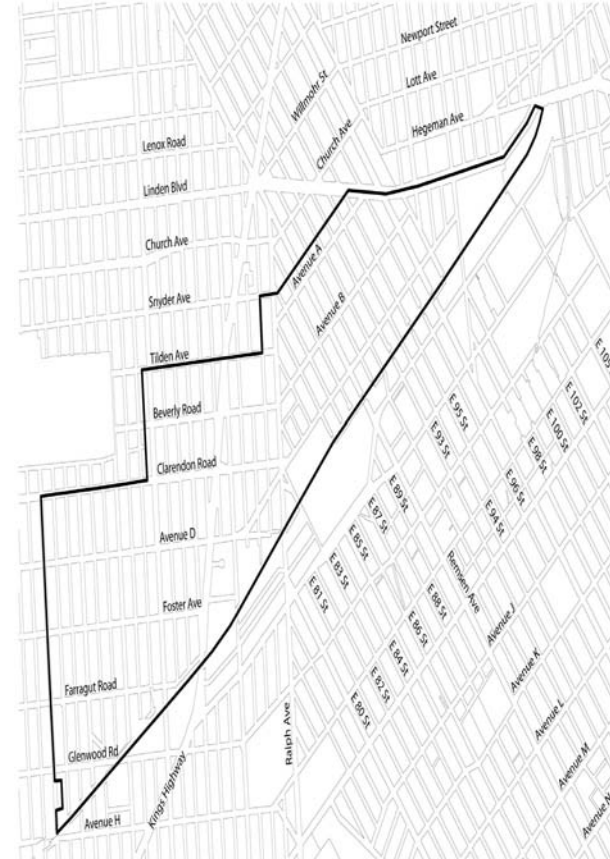 Newport Street
Willmohr St
Lott Ave
Church Ave
Hegeman Ave
Lenox Road
Linden Blvd
Church Ave
Avenue A
Snyder Ave
Avenue B
Tilden Ave
Beverly Road
Clarendon Road
Avenue D
Foster Ave
Farragut Road
Glenwood Rd
Avenue H
Kings Highway
Ralph Ave
E 105
E 102 St
E 100 St
E 98 St
E 96 St
E 94 St
E 95 St
E 93 St
E 89 St
E 87 St
E 85 St
E 83 St
E 81 St
Remsen Ave
E 88 St
E 86 St
E 84 St
E 82 St
E 80 St
Avenue J
Avenue K
Avenue L
Avenue M
Avenue N